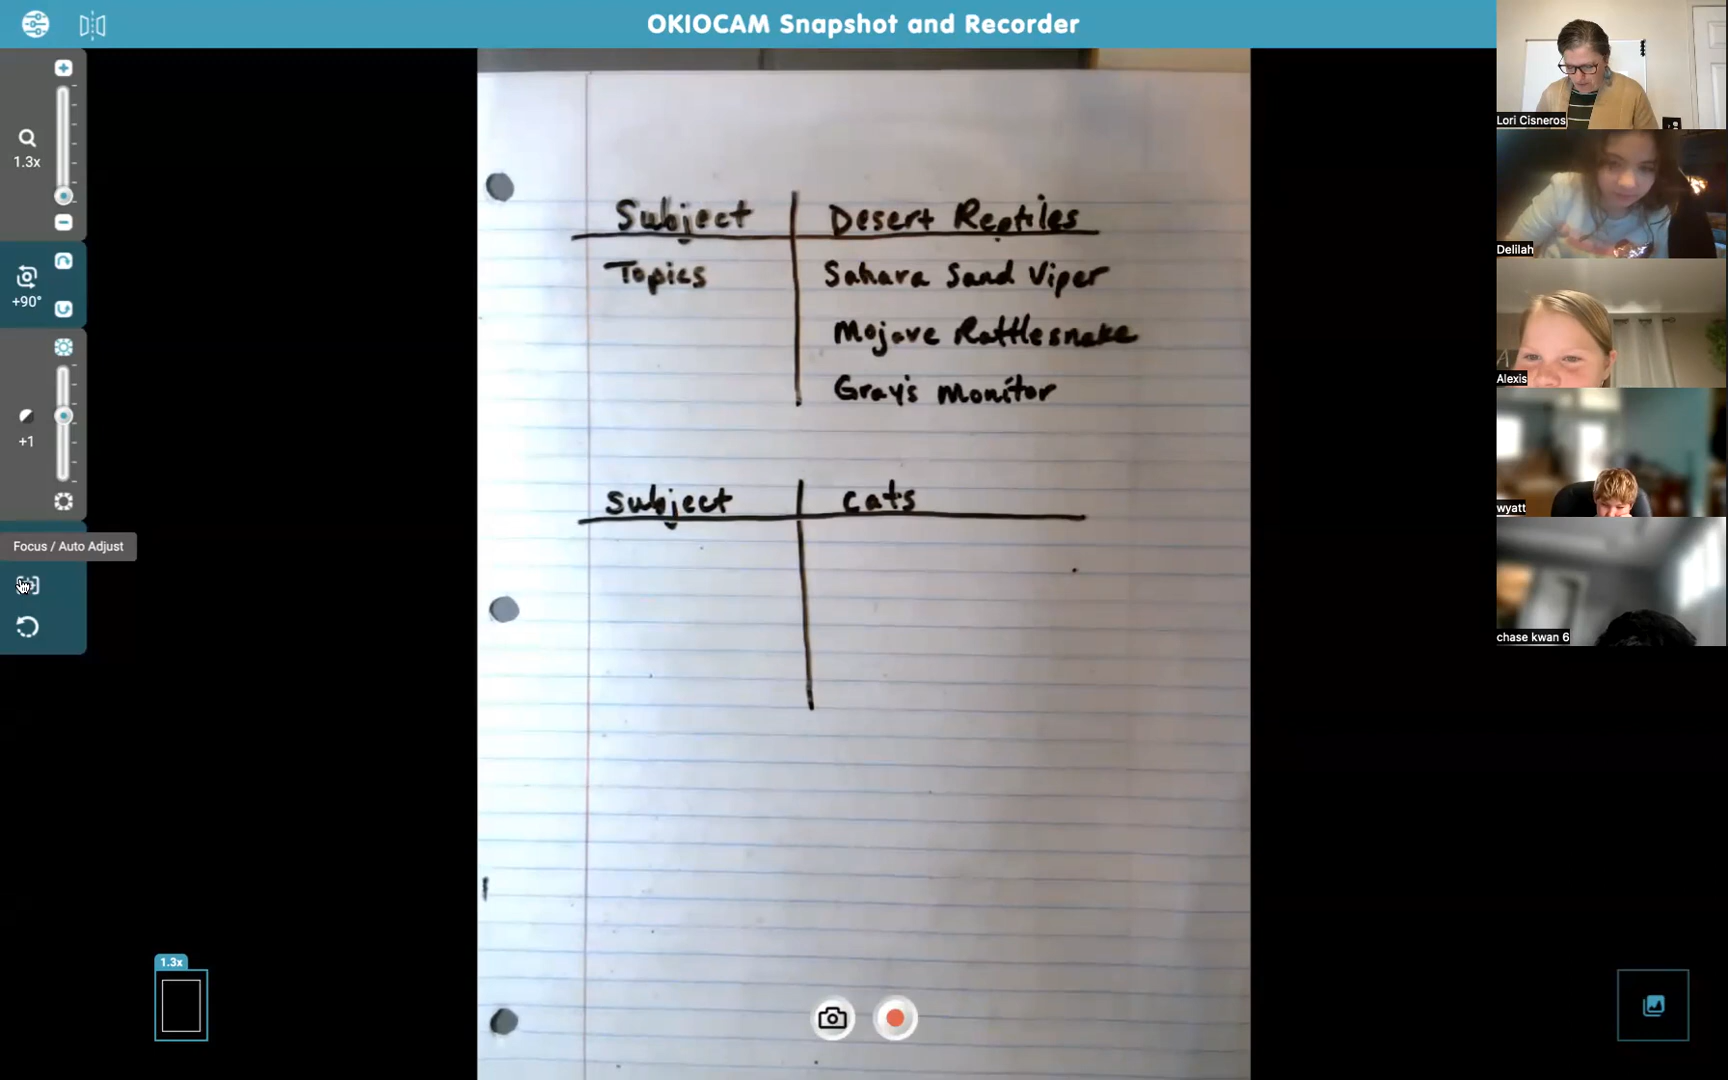 OKIOCAM Snapshot and Recorder
1.3x
+90°
+1
Focus / Auto Adjust
1.3x
Subject Desert Reptiles
Topics Sahara Sand Viper
Mojave Rattlesnake
Gray's Monitor
Subject Cats
Lori Cisneros
Delilah
Alexis
wyatt
chase kwan 6